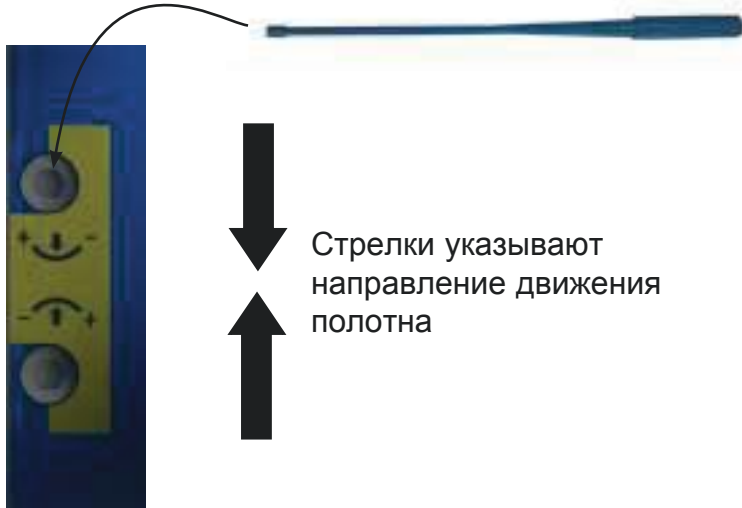 + -
- +
Стрелки указывают
направление движения
полотна